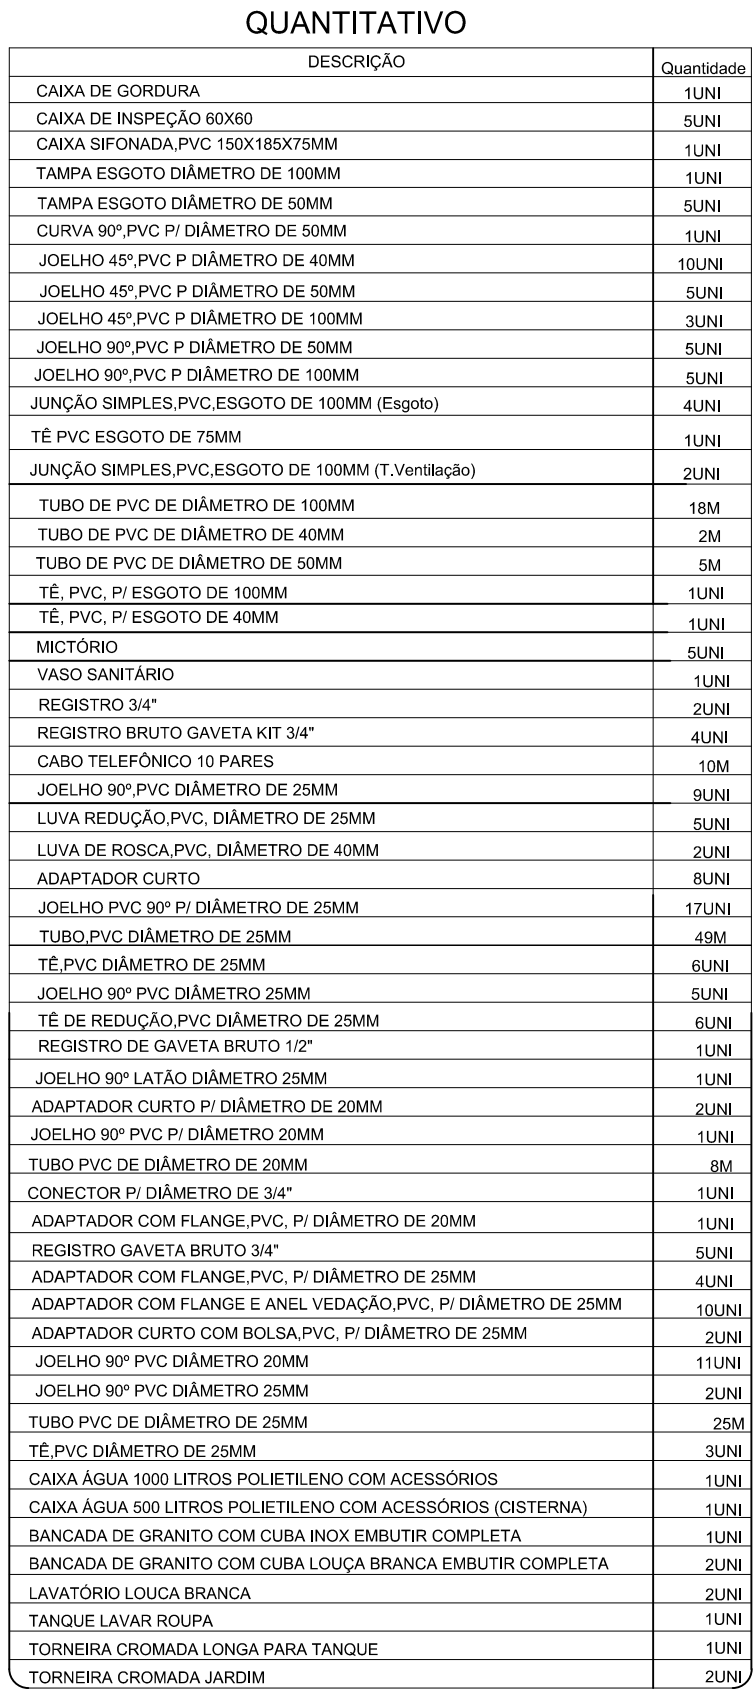 QUANTITATIVO
DESCRIÇÃO Quantidade
CAIXA DE GORDURA 1UNI
CAIXA DE INSPEÇÃO 60X60 5UNI
CAIXA SIFONADA,PVC 150X185X75MM 1UNI
TAMPA ESGOTO DIÂMETRO DE 100MM 1UNI
TAMPA ESGOTO DIÂMETRO DE 50MM 5UNI
CURVA 90º,PVC P/ DIÂMETRO DE 50MM 1UNI
JOELHO 45º,PVC P DIÂMETRO DE 40MM 10UNI
JOELHO 45º,PVC P DIÂMETRO DE 50MM 5UNI
JOELHO 45º,PVC P DIÂMETRO DE 100MM 3UNI
JOELHO 90º,PVC P DIÂMETRO DE 50MM 5UNI
JOELHO 90º,PVC P DIÂMETRO DE 100MM 5UNI
JUNÇÃO SIMPLES,PVC,ESGOTO DE 100MM (Esgoto) 4UNI
TÊ PVC ESGOTO DE 75MM 1UNI
JUNÇÃO SIMPLES,PVC,ESGOTO DE 100MM (T.Ventilação) 2UNI
TUBO DE PVC DE DIÂMETRO DE 100MM 18M
TUBO DE PVC DE DIÂMETRO DE 40MM 2M
TUBO DE PVC DE DIÂMETRO DE 50MM 5M
TÊ, PVC, P/ ESGOTO DE 100MM 1UNI
TÊ, PVC, P/ ESGOTO DE 40MM 1UNI
MICTÓRIO 5UNI
VASO SANITÁRIO 1UNI
REGISTRO 3/4" 2UNI
REGISTRO BRUTO GAVETA KIT 3/4" 4UNI
CABO TELEFÔNICO 10 PARES 10M
JOELHO 90º,PVC DIÂMETRO DE 25MM 9UNI
LUVA REDUÇÃO,PVC, DIÂMETRO DE 25MM 5UNI
LUVA DE ROSCA,PVC, DIÂMETRO DE 40MM 2UNI
ADAPTADOR CURTO 8UNI
JOELHO PVC 90º P/ DIÂMETRO DE 25MM 17UNI
TUBO,PVC DIÂMETRO DE 25MM 49M
TÊ,PVC DIÂMETRO DE 25MM 6UNI
JOELHO 90º PVC DIÂMETRO 25MM 5UNI
TÊ DE REDUÇÃO,PVC DIÂMETRO DE 25MM 6UNI
REGISTRO DE GAVETA BRUTO 1/2" 1UNI
JOELHO 90º LATÃO DIÂMETRO 25MM 1UNI
ADAPTADOR CURTO P/ DIÂMETRO DE 20MM 2UNI
JOELHO 90º PVC P/ DIÂMETRO 20MM 1UNI
TUBO PVC DE DIÂMETRO DE 20MM 8M
CONECTOR P/ DIÂMETRO DE 3/4" 1UNI
ADAPTADOR COM FLANGE,PVC, P/ DIÂMETRO DE 20MM 1UNI
REGISTRO GAVETA BRUTO 3/4" 5UNI
ADAPTADOR COM FLANGE,PVC, P/ DIÂMETRO DE 25MM 4UNI
ADAPTADOR COM FLANGE E ANEL VEDAÇÃO,PVC, P/ DIÂMETRO DE 25MM 10UNI
ADAPTADOR CURTO COM BOLSA,PVC, P/ DIÂMETRO DE 25MM 2UNI
JOELHO 90º PVC DIÂMETRO 20MM 11UNI
JOELHO 90º PVC DIÂMETRO 25MM 2UNI
TUBO PVC DE DIÂMETRO DE 25MM 25M
TÊ,PVC DIÂMETRO DE 25MM 3UNI
CAIXA ÁGUA 1000 LITROS POLIETILENO COM ACESSÓRIOS 1UNI
CAIXA ÁGUA 500 LITROS POLIETILENO COM ACESSÓRIOS (CISTERNA) 1UNI
BANCADA DE GRANITO COM CUBA INOX EMBUTIR COMPLETA 1UNI
BANCADA DE GRANITO COM CUBA LOUÇA BRANCA EMBUTIR COMPLETA 2UNI
LAVATÓRIO LOUCA BRANCA 2UNI
TANQUE LAVAR ROUPA 1UNI
TORNEIRA CROMADA LONGA PARA TANQUE 1UNI
TORNEIRA CROMADA JARDIM 2UNI